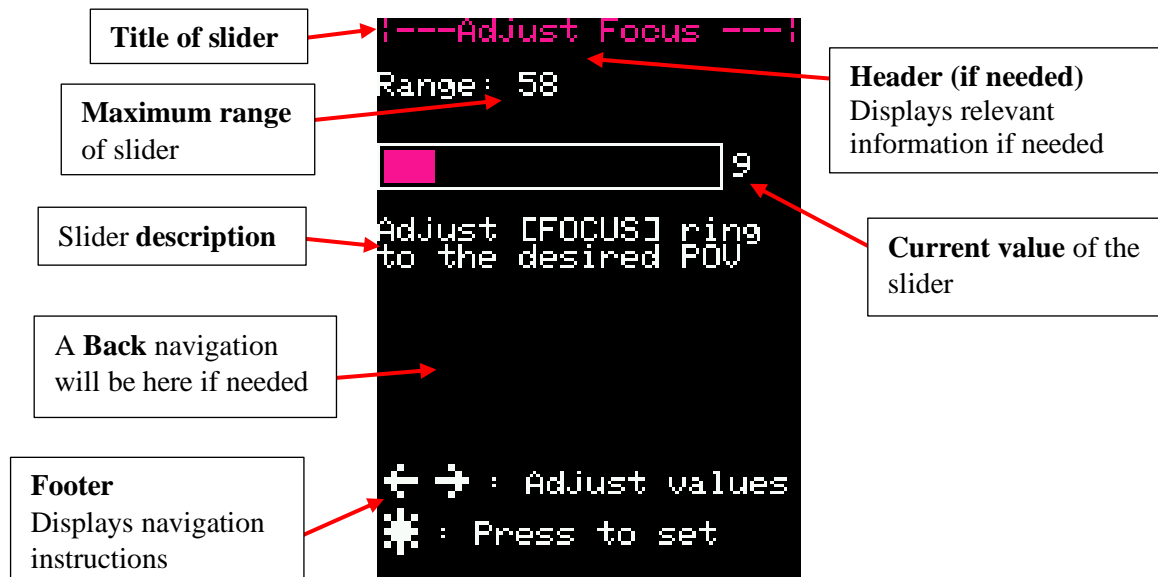 Title of slider
¦---Adjust Focus ---¦
Header (if needed)
Displays relevant
information if needed
Range: 58
Maximum range
of slider
9
Slider description
Adjust [FOCUS] ring
to the desired POV
Current value of the
slider
A Back navigation
will be here if needed
Footer
Displays navigation
instructions
← → : Adjust values
: Press to set